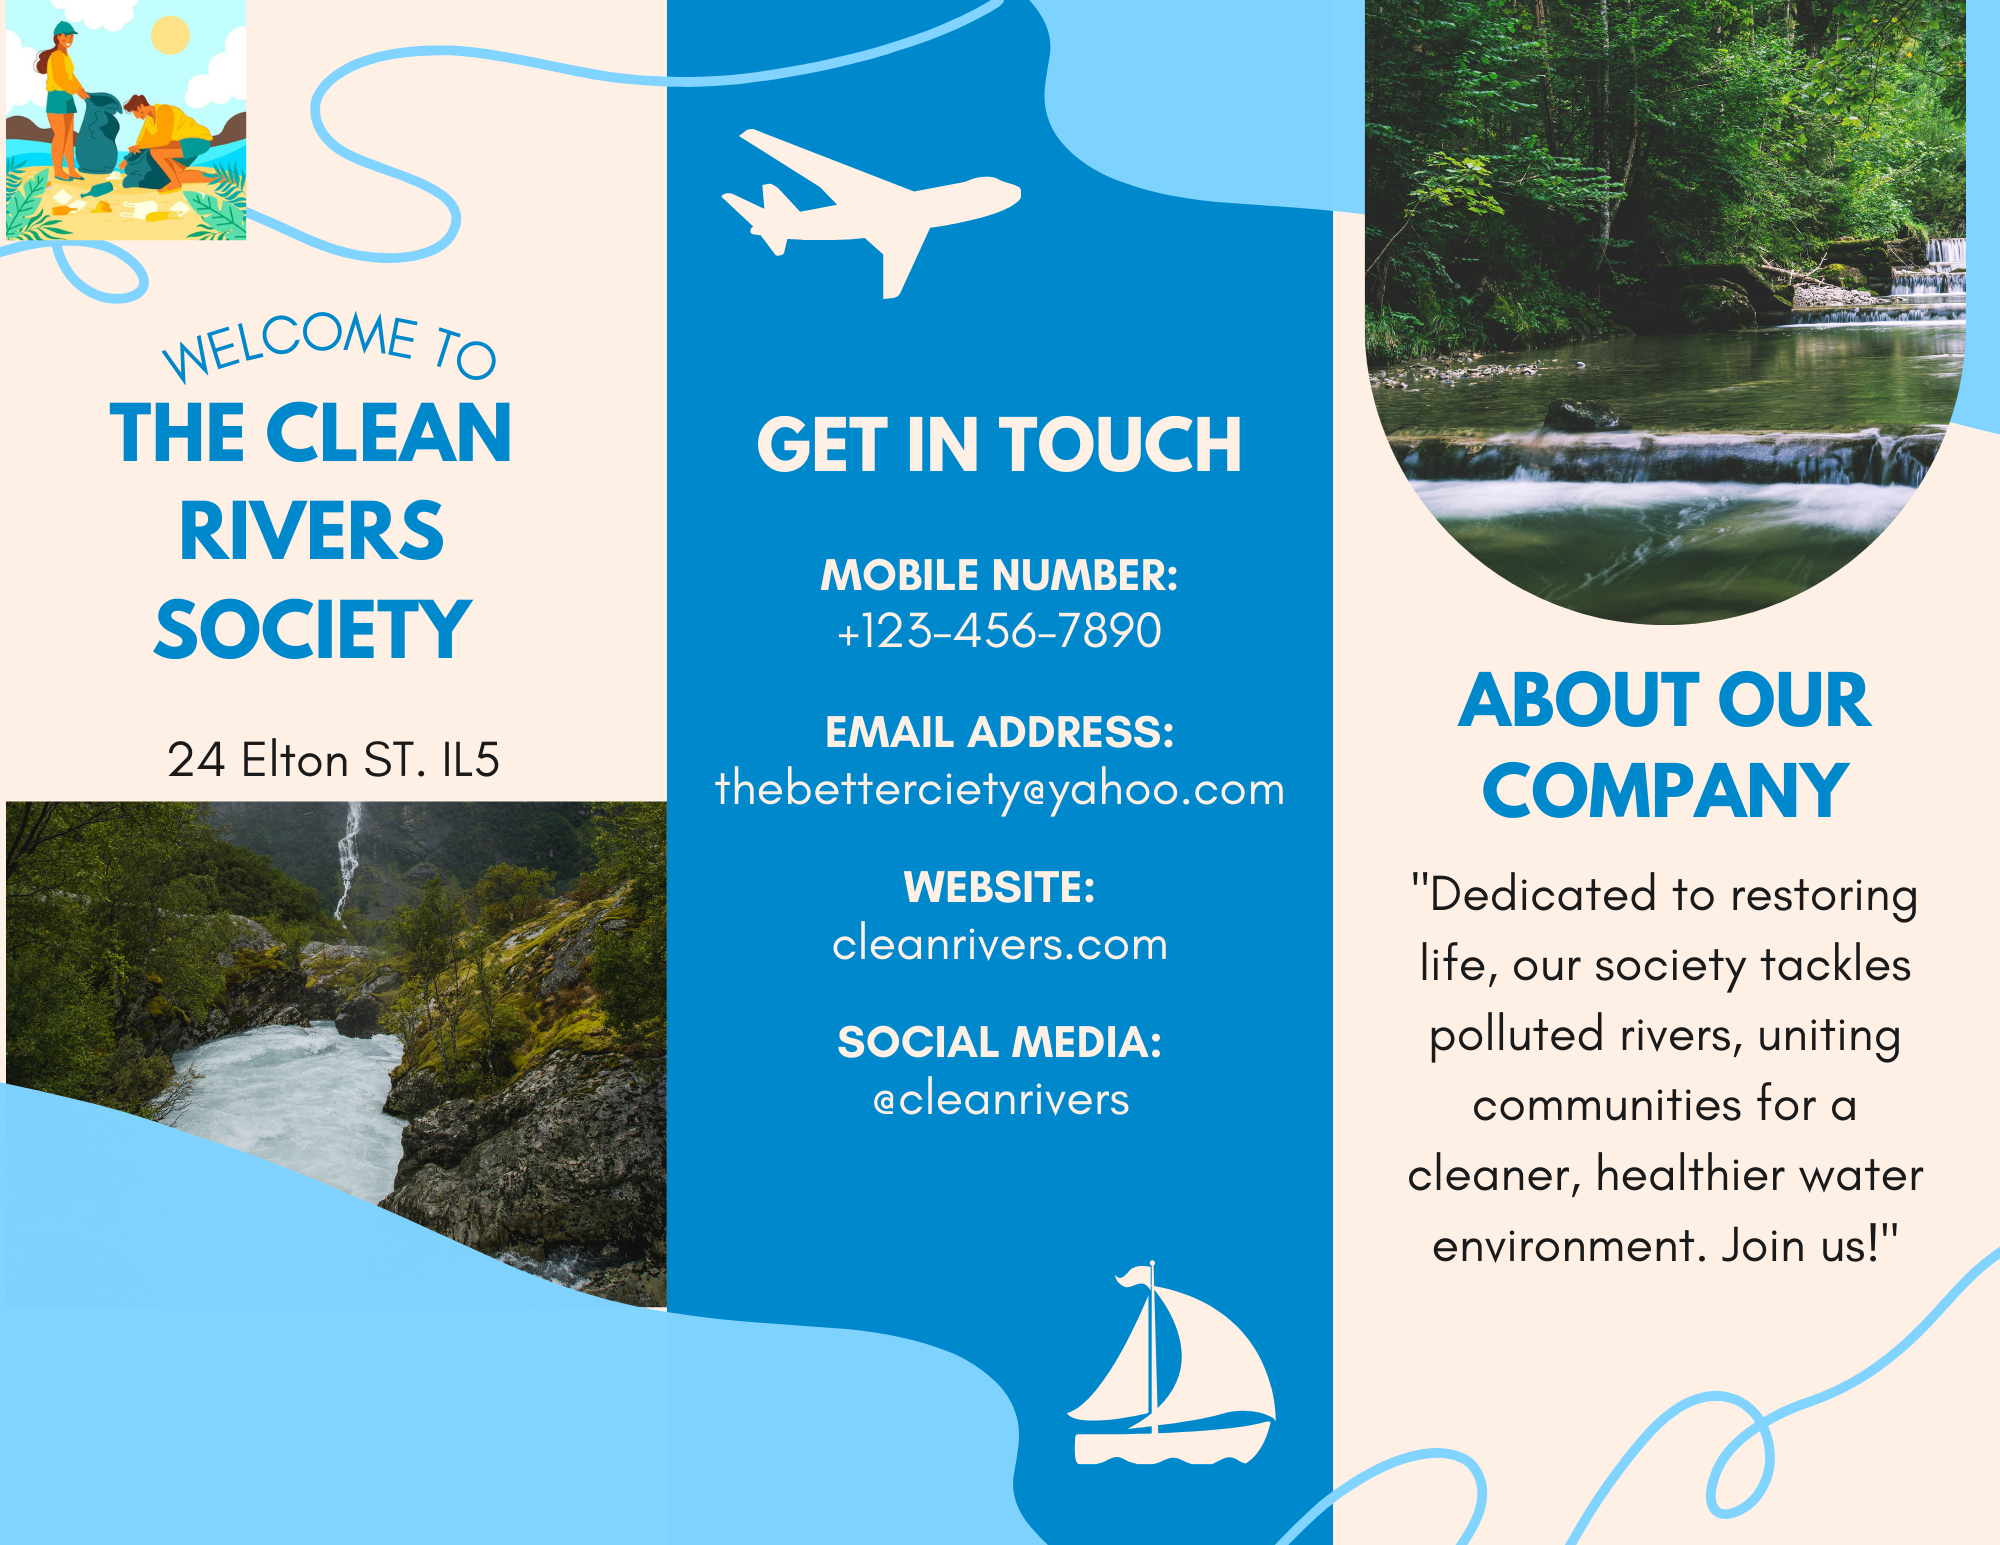 WELCOME TO
THE CLEAN
RIVERS
SOCIETY
24 Elton ST. IL5
GET IN TOUCH
MOBILE NUMBER:
+123-456-7890
EMAIL ADDRESS:
thebetterciety@yahoo.com
WEBSITE:
cleanrivers.com
SOCIAL MEDIA:
@cleanrivers
ABOUT OUR
COMPANY
"Dedicated to restoring
life, our society tackles
polluted rivers, uniting
communities for a
cleaner, healthier water
environment. Join us!"